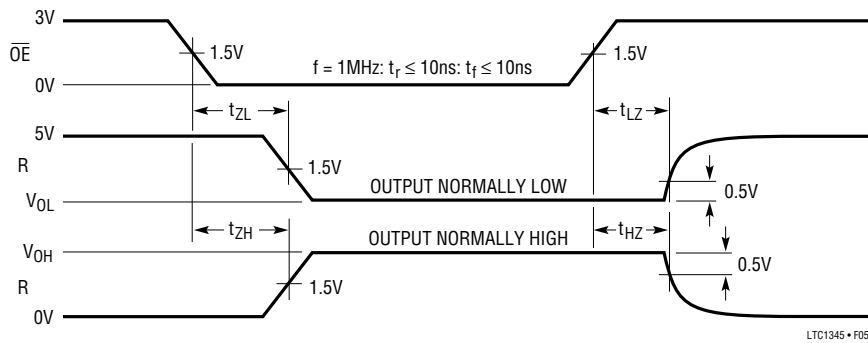 3V
OE
1.5V
f = 1MHz: tr ≤ 10ns: tf ≤ 10ns
1.5V
0V
tZL
tLZ
5V
R
1.5V
OUTPUT NORMALLY LOW
0.5V
VOL
tZH
OUTPUT NORMALLY HIGH
tHZ
VOH
0.5V
R
1.5V
0V
LTC1345 • F05